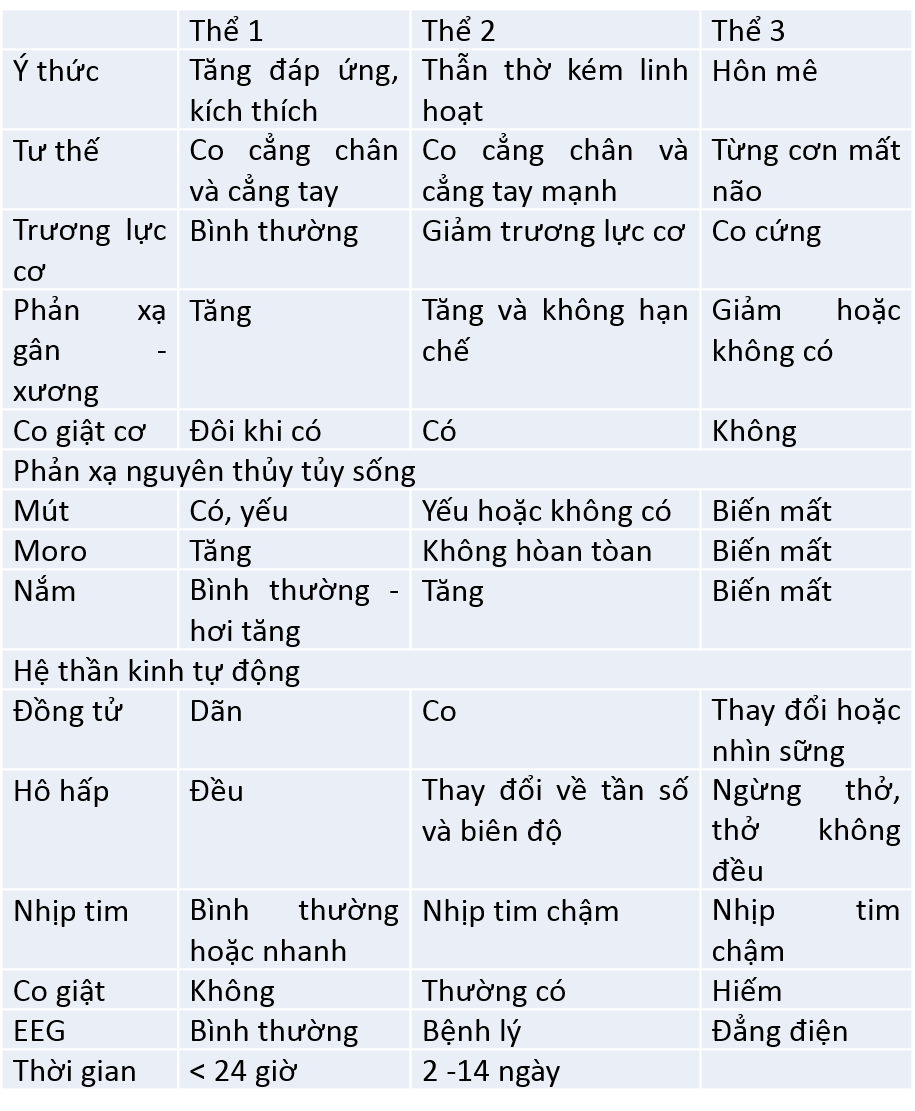 Thể 1 Thể 2 Thể 3
Ý thức Tăng đáp ứng, Thẫn thờ kém linh Hôn mê
kích thích hoạt
Tư thế Co cẳng chân Co cẳng chân và Từng cơn mất
và cẳng tay cẳng tay mạnh não
Trương lực Bình thường Giảm trương lực cơ Co cứng
cơ
Phản xạ Tăng Tăng và không hạn Giảm hoặc
gân - chế không có
xương
Co giật cơ Đôi khi có Có Không
Phản xạ nguyên thủy tủy sống
Mút Có, yếu Yếu hoặc không có Biến mất
Moro Tăng Không hòan tòan Biến mất
Nắm Bình thường - Tăng Biến mất
hơi tăng
Hệ thần kinh tự động
Đồng tử Dãn Co Thay đổi hoặc
nhìn sững
Hô hấp Đều Thay đổi về tần số Ngừng thở,
và biên độ thở không
đều
Nhịp tim Bình thường Nhịp tim chậm Nhịp tim
hoặc nhanh chậm
Co giật Không Thường có Hiếm
EEG Bình thường Bệnh lý Đẳng điện
Thời gian < 24 giờ 2 -14 ngày